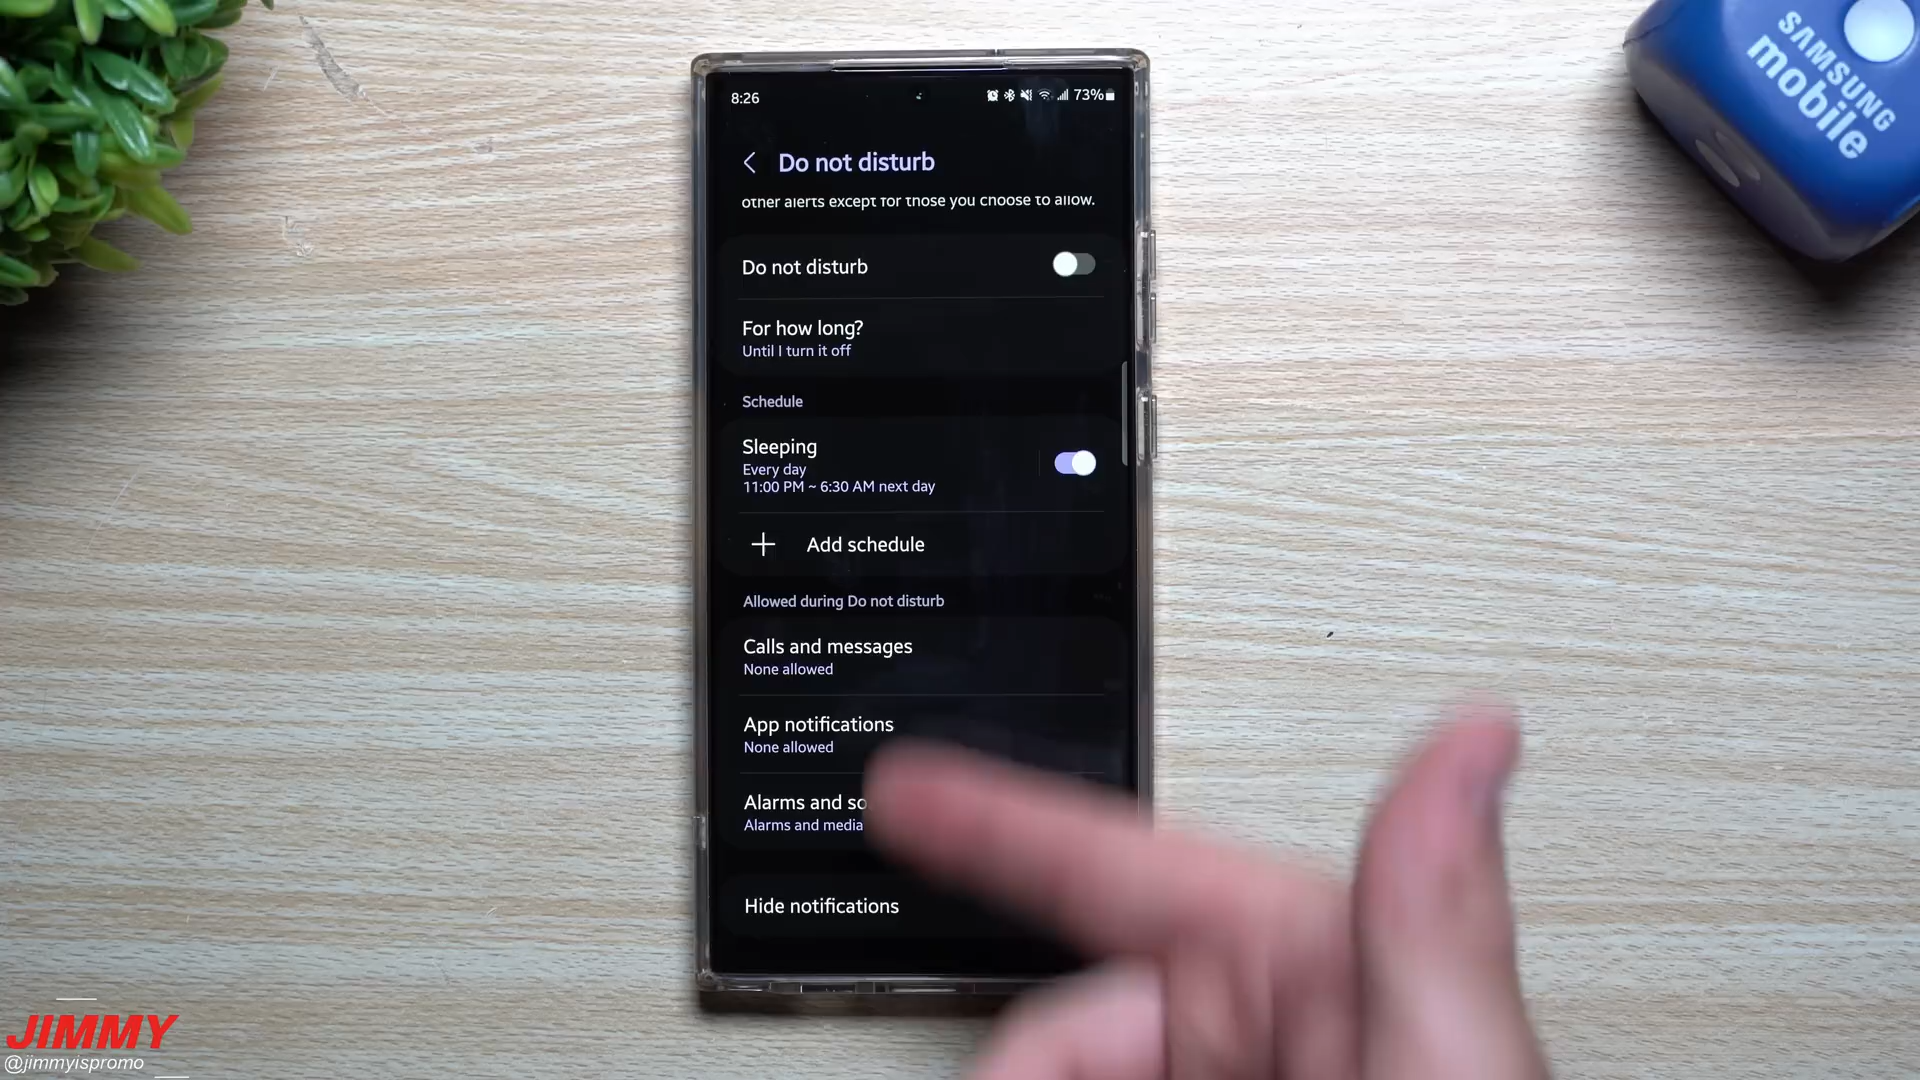 SAMSUNG
mobile
8:26
73%
Do not disturb
other alerts except for those you choose to allow.
Do not disturb
For how long?
Until I turn it off
Schedule
Sleeping
Every day
11:00 PM ~ 6:30 AM next day
Add schedule
Allowed during Do not disturb
Calls and messages
None allowed
App notifications
None allowed
Alarms and so
Alarms and media
Hide notifications
JIMMY
@jimmyispromo